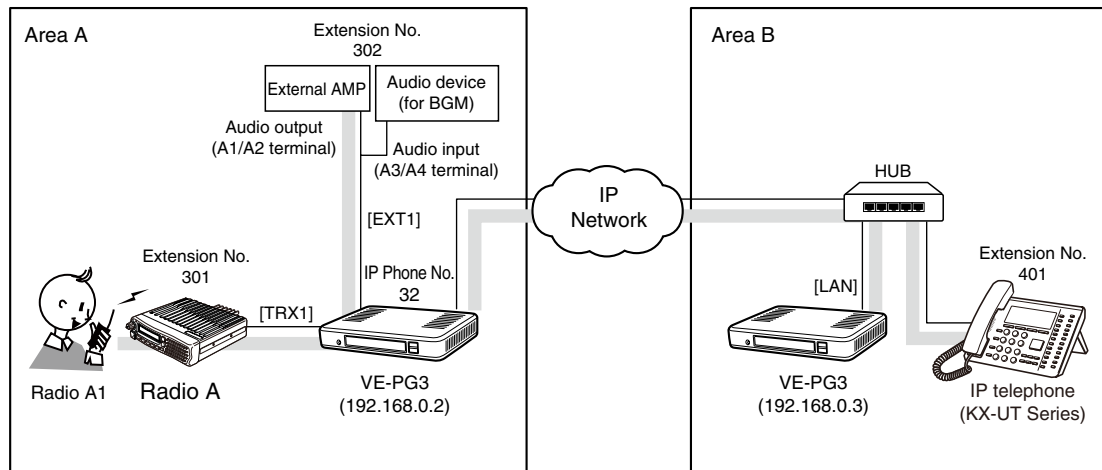 Area A
Extension No.
302
External AMP
Audio device
(for BGM)
Audio output
(A1/A2 terminal)
Audio input
(A3/A4 terminal)
[EXT1]
Extension No.
301
IP Phone No.
32
[TRX1]
Radio A1
Radio A
VE-PG3
(192.168.0.2)
IP
Network
Area B
HUB
Extension No.
401
[LAN]
VE-PG3
(192.168.0.3)
IP telephone
(KX-UT Series)